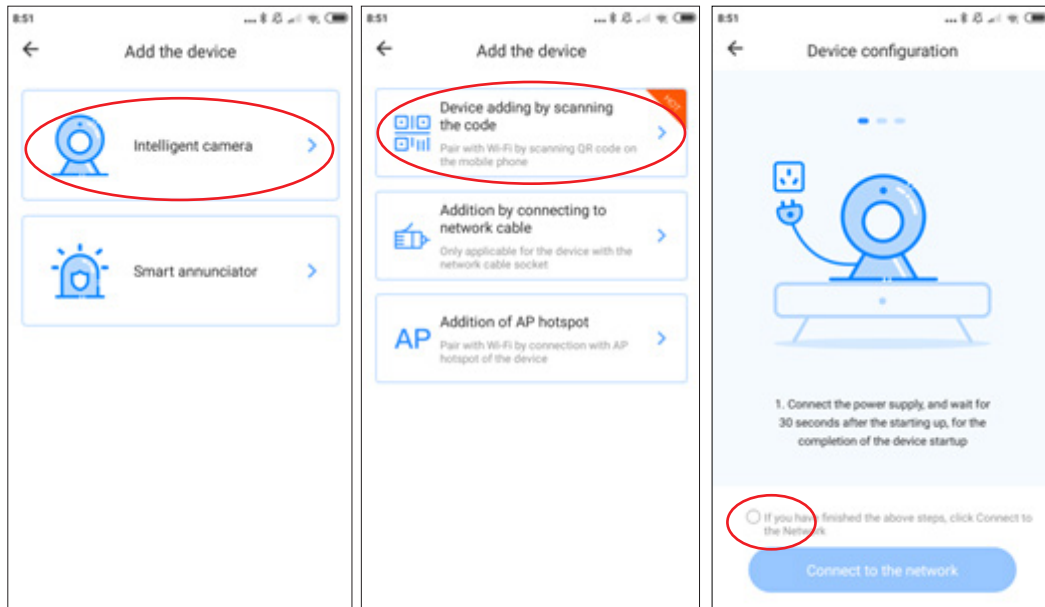 8:51
Add the device
Intelligent camera
Smart annunciator
8:51
Add the device
HOT
Device adding by scanning
the code
Pair with Wi-Fi by scanning QR code on
the mobile phone
Addition by connecting to
network cable
Only applicable for the device with the
network cable socket
AP
Addition of AP hotspot
Pair with Wi-Fi by connection with AP
hotspot of the device
8:51
Device configuration
1. Connect the power supply, and wait for
30 seconds after the starting up, for the
completion of the device startup
If you have finished the above steps, click Connect to
the Network
Connect to the network